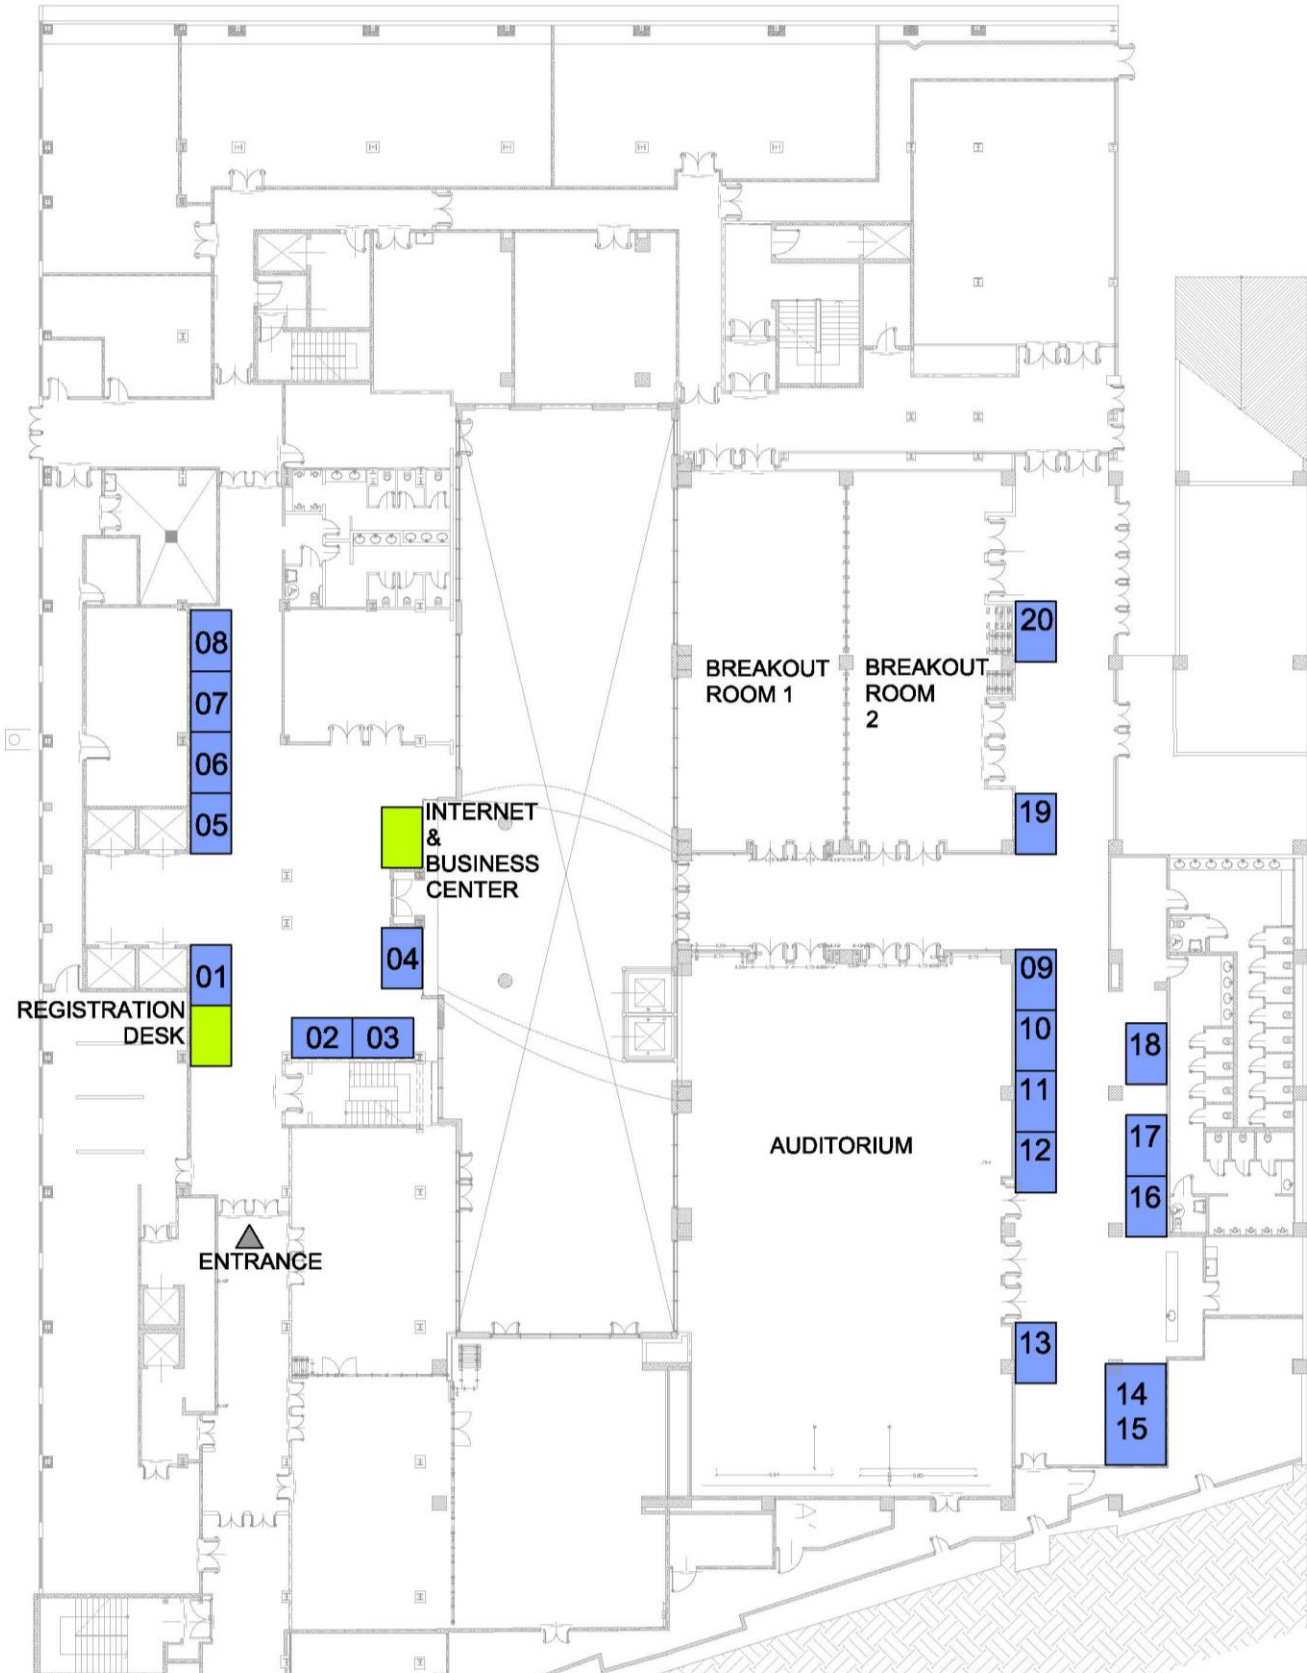 20
BREAKOUT
ROOM 1
BREAKOUT
ROOM
2
08
07
06
05
19
INTERNET
&
BUSINESS
CENTER
04
01
REGISTRATION
DESK
02
03
09
10
11
12
18
17
16
AUDITORIUM
ENTRANCE
13
14
15